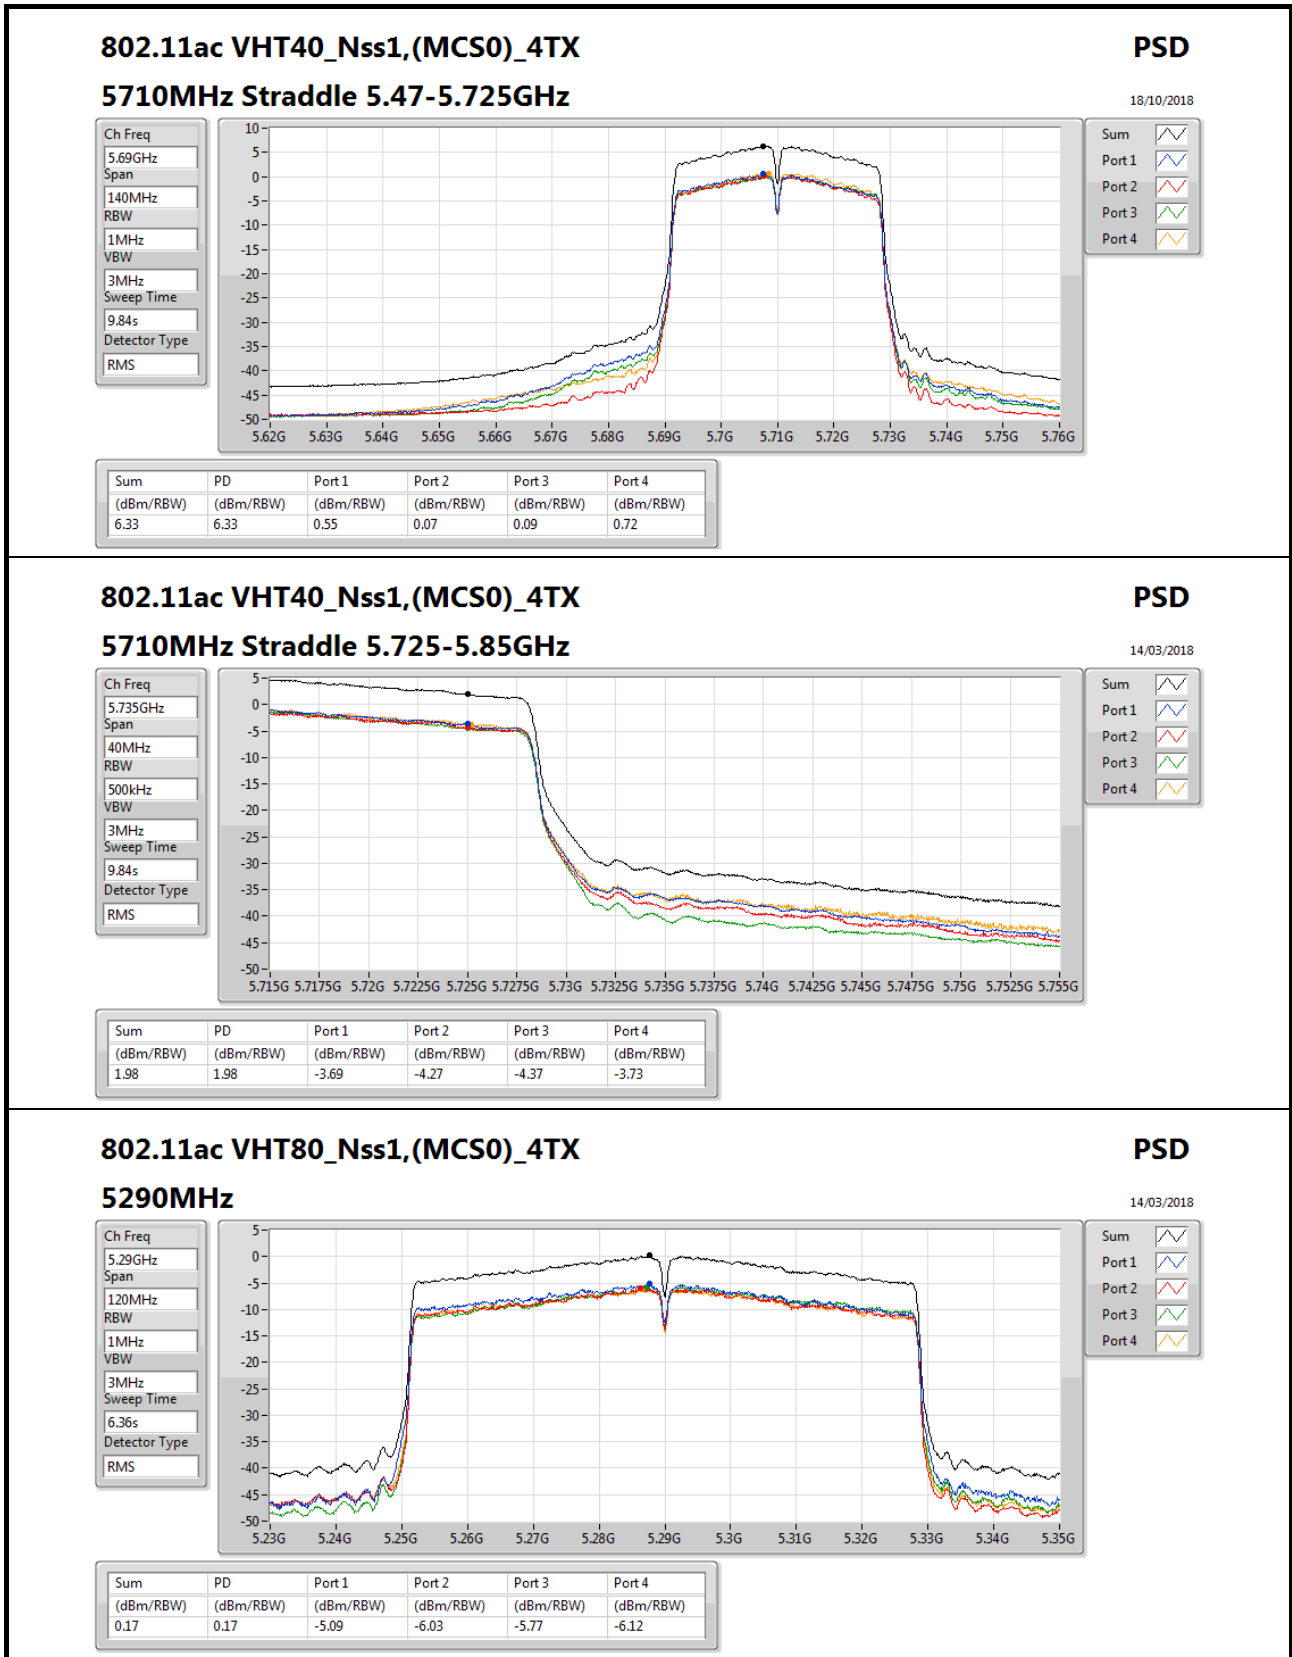 802.11ac VHT40_Nss1,(MCS0)_4TX PSD
5710MHz Straddle 5.47-5.725GHz 18/10/2018
Ch Freq
5.69GHz
Span
140MHz
RBW
1MHz
VBW
3MHz
Sweep Time
9.84s
Detector Type
RMS
10
5
0
-5
-10
-15
-20
-25
-30
-35
-40
-45
-50
5.62G 5.63G 5.64G 5.65G 5.66G 5.67G 5.68G 5.69G 5.7G 5.71G 5.72G 5.73G 5.74G 5.75G 5.76G
Sum
Port 1
Port 2
Port 3
Port 4
Sum PD Port 1 Port 2 Port 3 Port 4
(dBm/RBW) (dBm/RBW) (dBm/RBW) (dBm/RBW) (dBm/RBW) (dBm/RBW)
6.33 6.33 0.55 0.07 0.09 0.72
802.11ac VHT40_Nss1,(MCS0)_4TX PSD
5710MHz Straddle 5.725-5.85GHz 14/03/2018
Ch Freq
5.735GHz
Span
40MHz
RBW
500kHz
VBW
3MHz
Sweep Time
9.84s
Detector Type
RMS
5
0
-5
-10
-15
-20
-25
-30
-35
-40
-45
-50
5.715G 5.7175G 5.72G 5.7225G 5.725G 5.7275G 5.73G 5.7325G 5.735G 5.7375G 5.74G 5.7425G 5.745G 5.7475G 5.75G 5.7525G 5.755G
Sum
Port 1
Port 2
Port 3
Port 4
Sum PD Port 1 Port 2 Port 3 Port 4
(dBm/RBW) (dBm/RBW) (dBm/RBW) (dBm/RBW) (dBm/RBW) (dBm/RBW)
1.98 1.98 -3.69 -4.27 -4.37 -3.73
802.11ac VHT80_Nss1,(MCS0)_4TX PSD
5290MHz 14/03/2018
Ch Freq
5.29GHz
Span
120MHz
RBW
1MHz
VBW
3MHz
Sweep Time
6.36s
Detector Type
RMS
5
0
-5
-10
-15
-20
-25
-30
-35
-40
-45
-50
5.23G 5.24G 5.25G 5.26G 5.27G 5.28G 5.29G 5.3G 5.31G 5.32G 5.33G 5.34G 5.35G
Sum
Port 1
Port 2
Port 3
Port 4
Sum PD Port 1 Port 2 Port 3 Port 4
(dBm/RBW) (dBm/RBW) (dBm/RBW) (dBm/RBW) (dBm/RBW) (dBm/RBW)
0.17 0.17 -5.09 -6.03 -5.77 -6.12